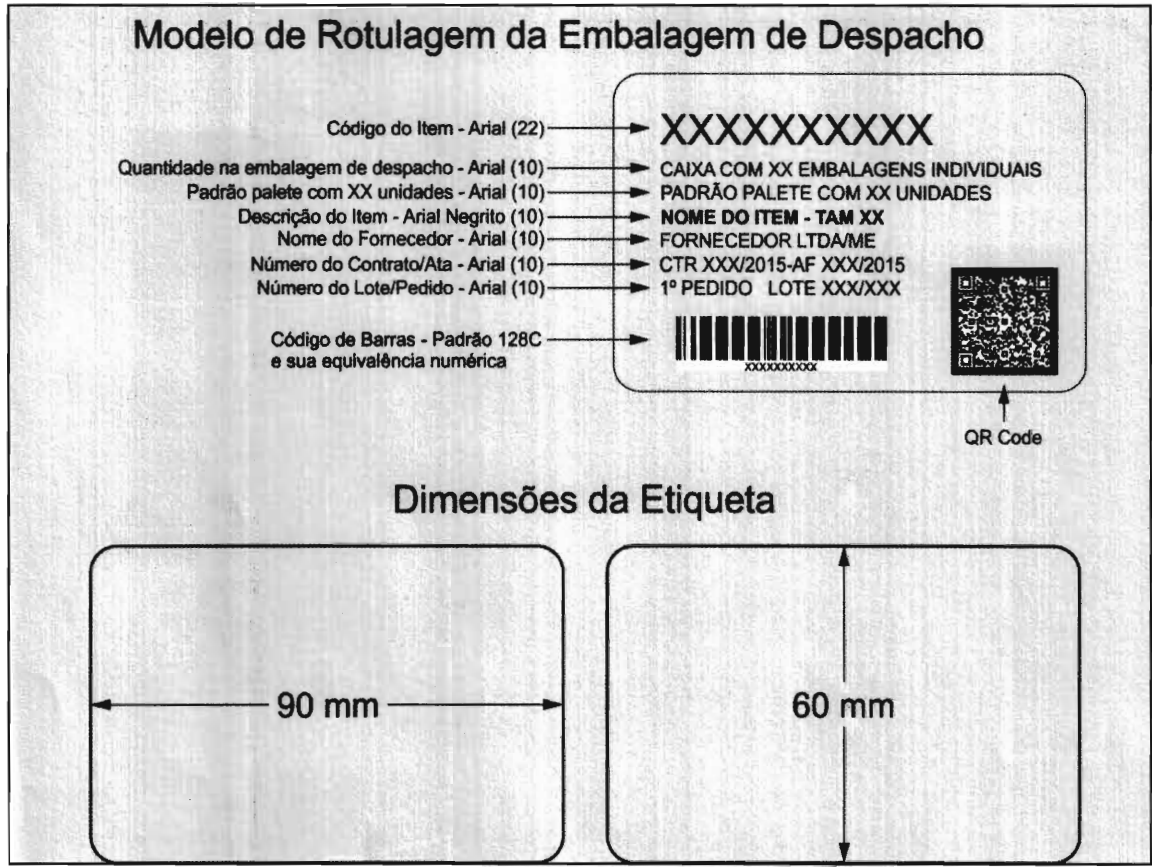 Modelo de Rotulagem da Embalagem de Despacho
Código do Item - Arial (22)
XXXXXXXXXX
Quantidade na embalagem de despacho - Arial (10)
CAIXA COM XX EMBALAGENS INDIVIDUAIS
Padrão palete com XX unidades - Arial (10)
PADRÃO PALETE COM XX UNIDADES
Descrição do Item - Arial Negrito (10)
NOME DO ITEM - TAM XX
Nome do Fornecedor - Arial (10)
FORNECEDOR LTDA/ME
Número do Contrato/Ata - Arial (10)
CTR XXX/2015-AF XXX/2015
Número do Lote/Pedido - Arial (10)
1º PEDIDO LOTE XXX/XXX
Código de Barras - Padrão 128C
e sua equivalência numérica
XXXXXXXXXX
QR Code
Dimensões da Etiqueta
90 mm
60 mm